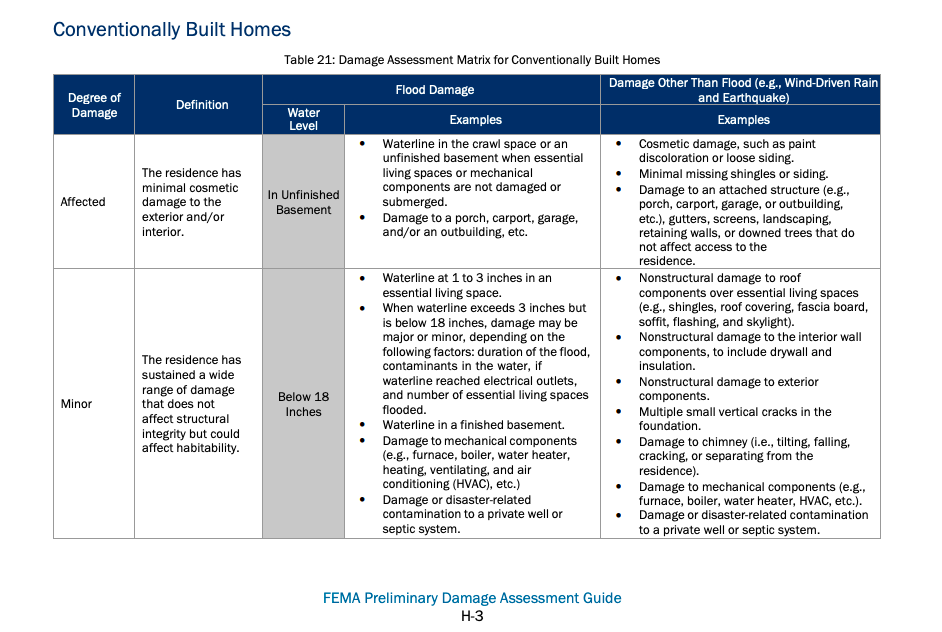 Conventionally Built Homes
Table 21: Damage Assessment Matrix for Conventionally Built Homes
Degree of
Damage
Definition
Flood Damage
Damage Other Than Flood (e.g., Wind-Driven Rain
and Earthquake)
Water
Level
Examples
Examples
Affected
The residence has
minimal cosmetic
damage to the
exterior and/or
interior.
In Unfinished
Basement
• Waterline in the crawl space or an
unfinished basement when essential
living spaces or mechanical
components are not damaged or
submerged.
• Damage to a porch, carport, garage,
and/or an outbuilding, etc.
• Cosmetic damage, such as paint
discoloration or loose siding.
• Minimal missing shingles or siding.
• Damage to an attached structure (e.g.,
porch, carport, garage, or outbuilding,
etc.), gutters, screens, landscaping,
retaining walls, or downed trees that do
not affect access to the
residence.
Minor
The residence has
sustained a wide
range of damage
that does not
affect structural
integrity but could
affect habitability.
Below 18
Inches
• Waterline at 1 to 3 inches in an
essential living space.
• When waterline exceeds 3 inches but
is below 18 inches, damage may be
major or minor, depending on the
following factors: duration of the flood,
contaminants in the water, if
waterline reached electrical outlets,
and number of essential living spaces
flooded.
• Waterline in a finished basement.
• Damage to mechanical components
(e.g., furnace, boiler, water heater,
heating, ventilating, and air
conditioning (HVAC), etc.)
• Damage or disaster-related
contamination to a private well or
septic system.
• Nonstructural damage to roof
components over essential living spaces
(e.g., shingles, roof covering, fascia board,
soffit, flashing, and skylight).
• Nonstructural damage to the interior wall
components, to include drywall and
insulation.
• Nonstructural damage to exterior
components.
• Multiple small vertical cracks in the
foundation.
• Damage to chimney (i.e., tilting, falling,
cracking, or separating from the
residence).
• Damage to mechanical components (e.g.,
furnace, boiler, water heater, HVAC, etc.).
• Damage or disaster-related contamination
to a private well or septic system.
FEMA Preliminary Damage Assessment Guide
H-3